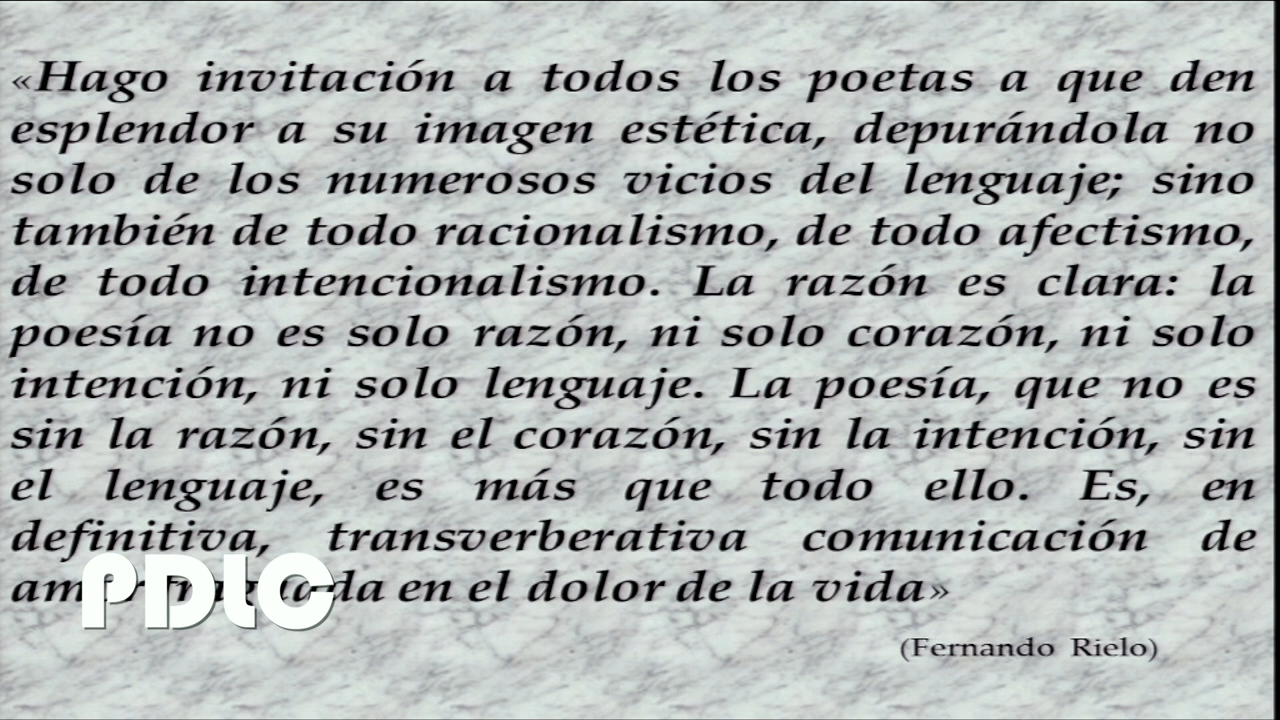 «Hago invitación a todos los poetas a que den
esplendor a su imagen estética, depurándola no
solo de los numerosos vicios del lenguaje; sino
también de todo racionalismo, de todo afectismo,
de todo intencionalismo. La razón es clara: la
poesía no es solo razón, ni solo corazón, ni solo
intención, ni solo lenguaje. La poesía, que no es
sin la razón, sin el corazón, sin la intención, sin
el lenguaje, es más que todo ello. Es, en
definitiva, transverberativa comunicación de
en el dolor de la vida»
PDLC
(Fernando Rielo)